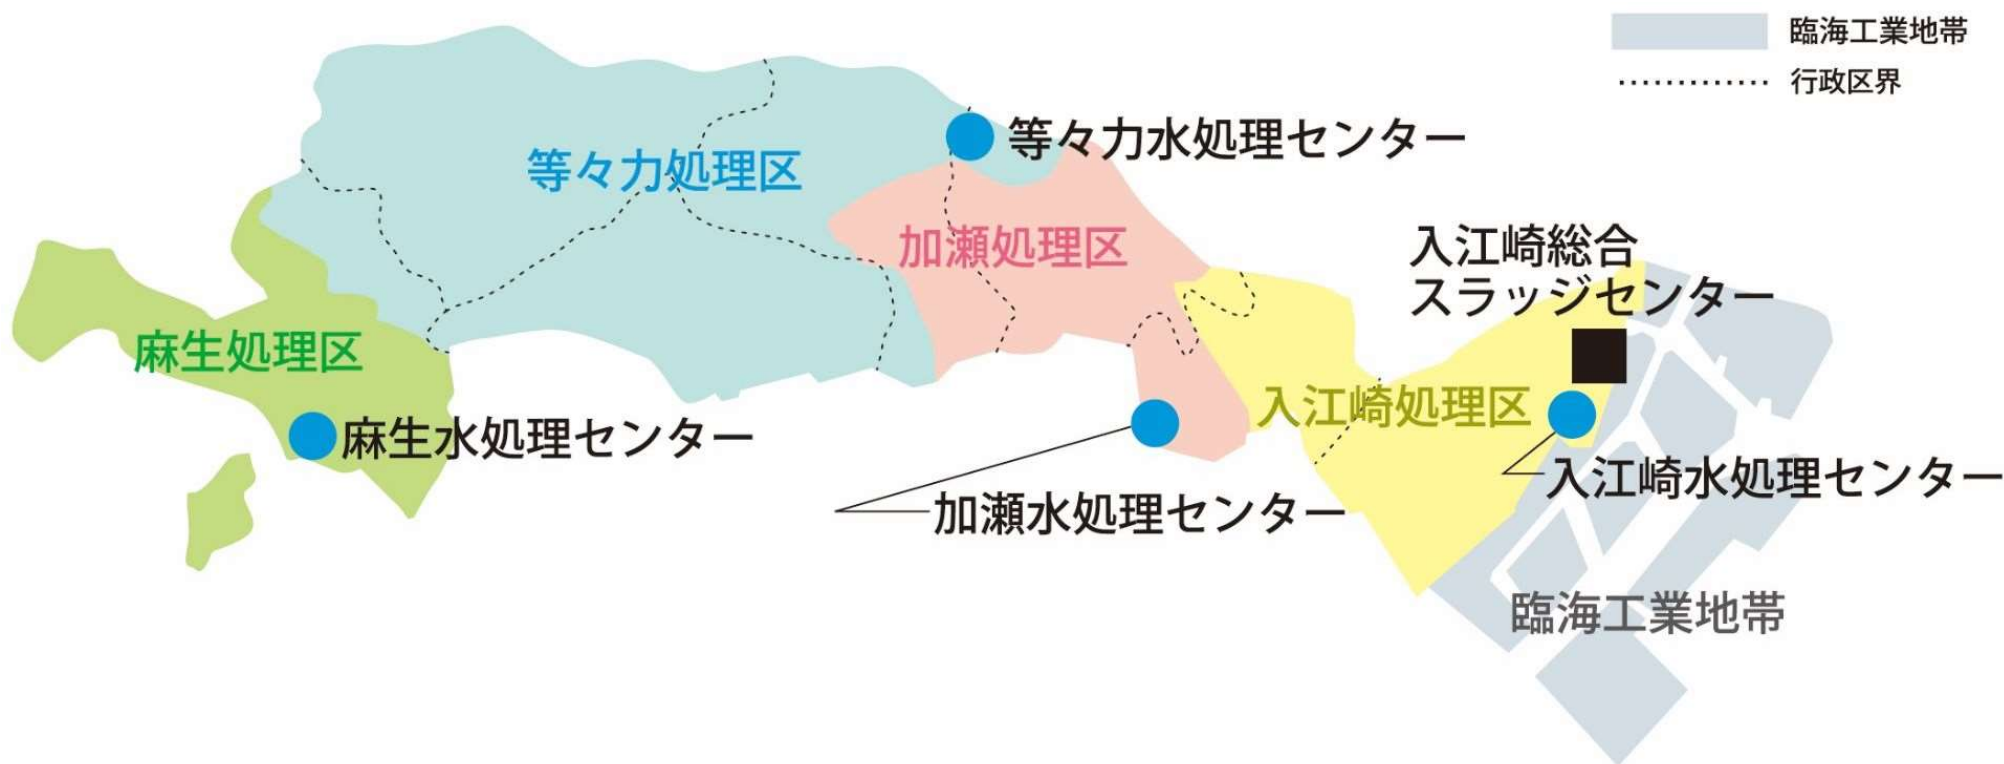 臨海工業地帯
行政区界
等々力水処理センター
等々力処理区
加瀬処理区
入江崎総合
スラッジセンター
麻生処理区
入江崎処理区
麻生水処理センター
入江崎水処理センター
加瀬水処理センター
臨海工業地帯